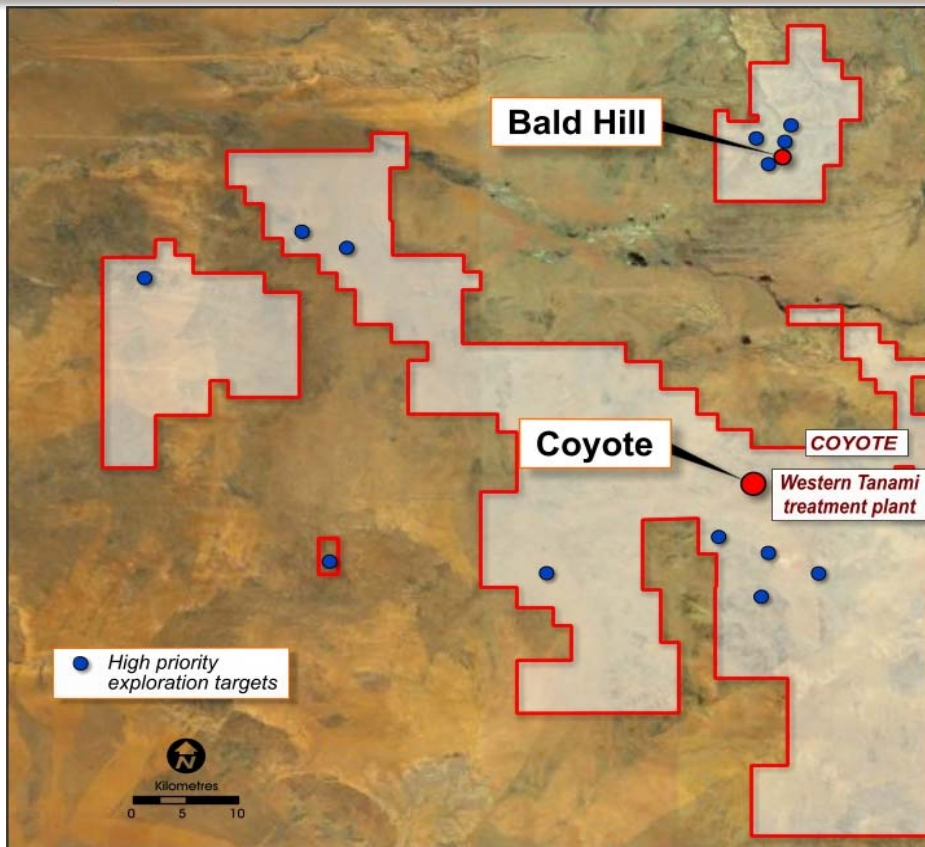 Bald Hill
Coyote
COYOTE
Western Tanami
treatment plant
High priority
exploration targets
N
Kilometres
0 5 10